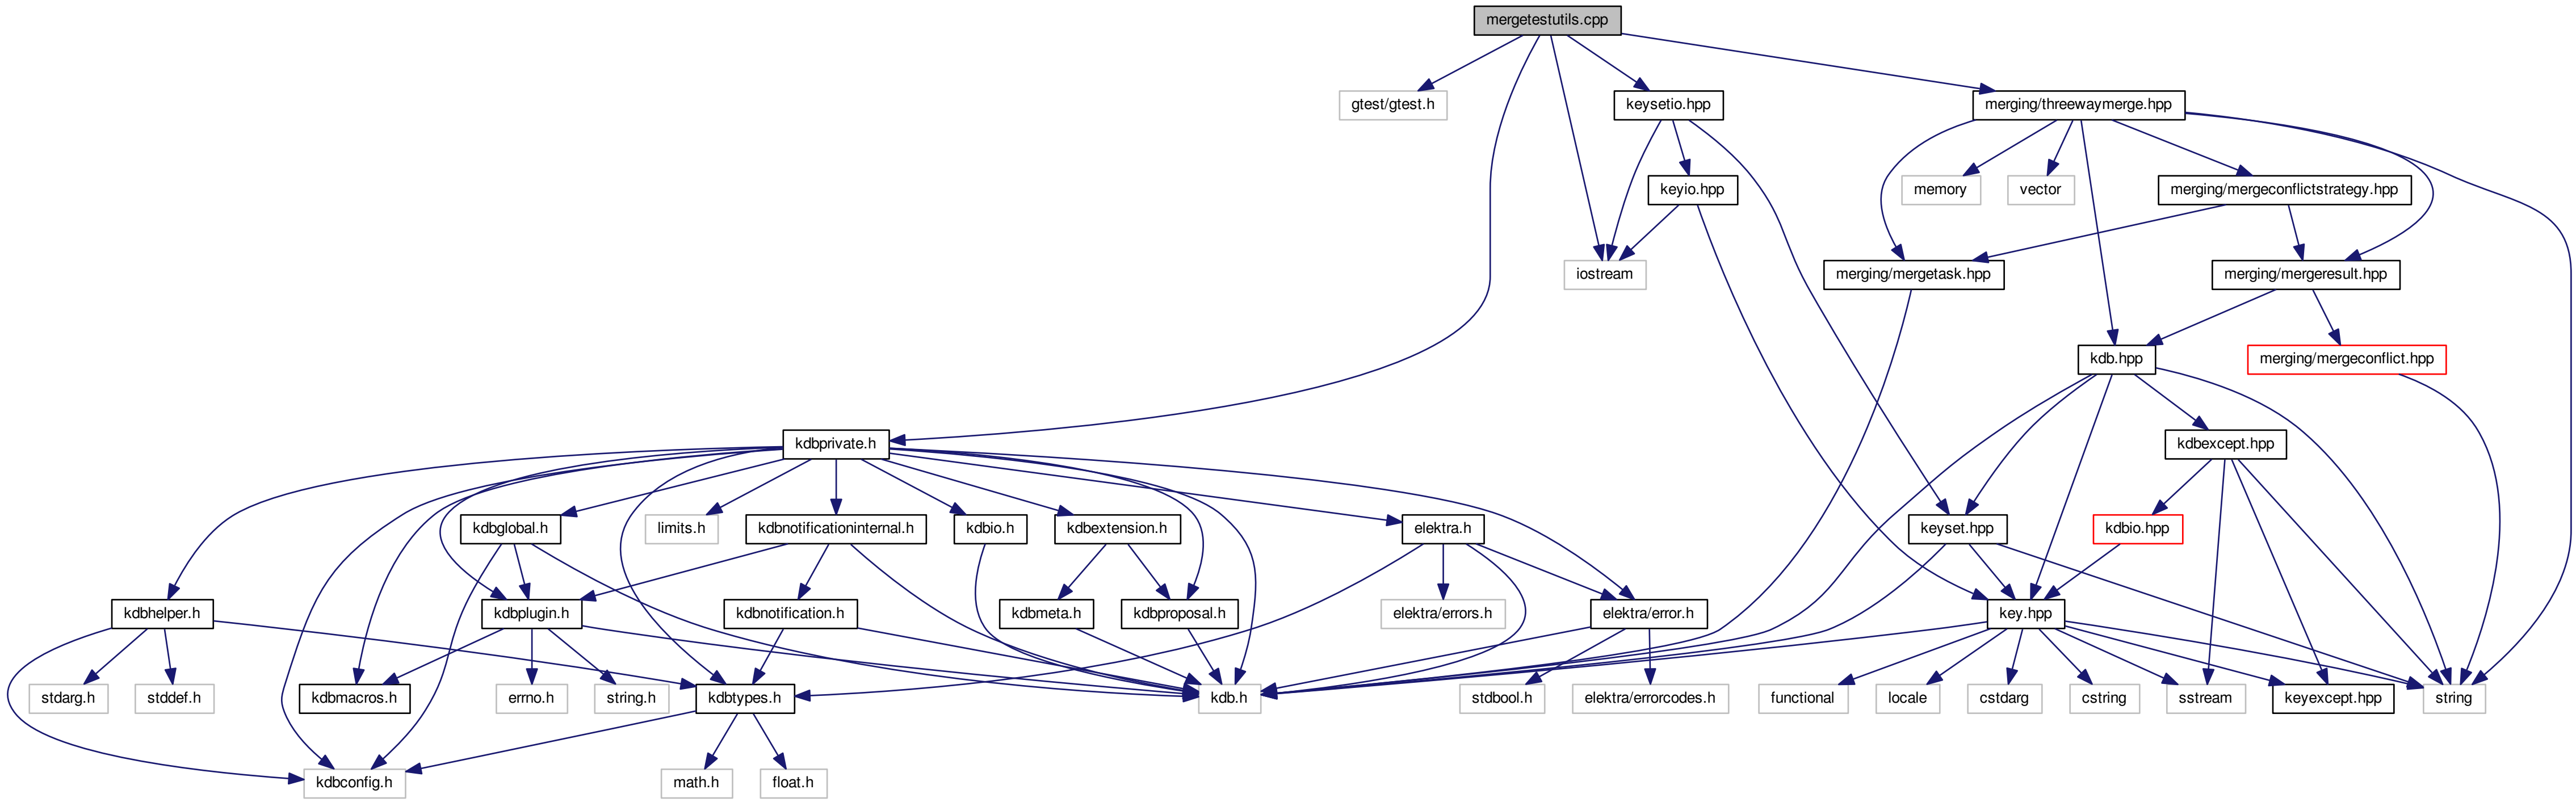 mergetestutils.cpp
gtest/gtest.h
keysetio.hpp
merging/threewaymerge.hpp
keyio.hpp
memory
vector
merging/mergeconflictstrategy.hpp
iostream
merging/mergetask.hpp
merging/mergeresult.hpp
kdb.hpp
merging/mergeconflict.hpp
kdbprivate.h
kdbexcept.hpp
kdbglobal.h
limits.h
kdbnotificationinternal.h
kdbio.h
kdbextension.h
elektra.h
keyset.hpp
kdbio.hpp
kdbhelper.h
kdbplugin.h
kdbnotification.h
kdbmeta.h
kdbproposal.h
elektra/errors.h
elektra/error.h
key.hpp
stdarg.h
stddef.h
kdbmacros.h
errno.h
string.h
kdbtypes.h
kdb.h
stdbool.h
elektra/errorcodes.h
functional
locale
cstdarg
cstring
sstream
keyexcept.hpp
string
kdbconfig.h
math.h
float.h